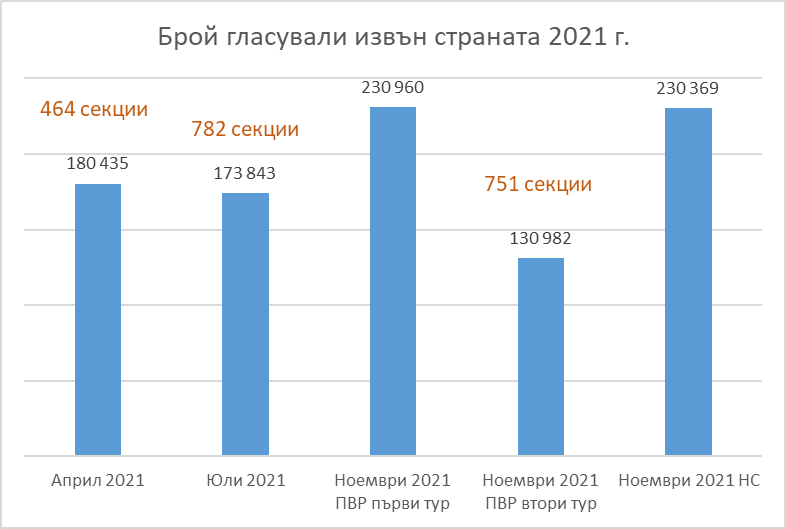 Брой гласували извън страната 2021 г.
464 секции
180 435
782 секции
173 843
230 960
751 секции
130 982
230 369
Април 2021
Юли 2021
Ноември 2021
ПВР първи тур
Ноември 2021
ПВР втори тур
Ноември 2021 НС